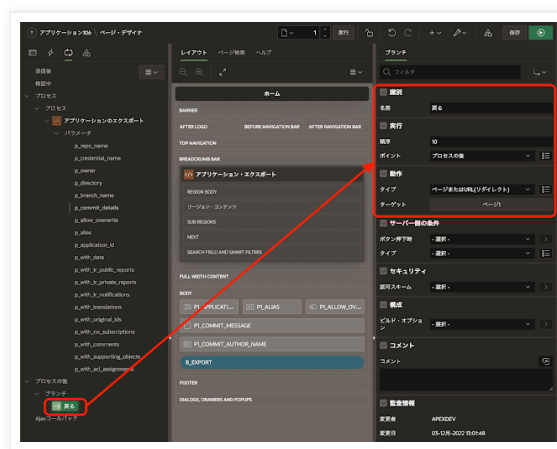 アプリケーション106 \ ページ・デザイナ
1
実行
保存
送信後
検証中
プロセス
プロセス
アプリケーションのエクスポート
パラメータ
p_repo_name
p_credential_name
p_owner
p_directory
p_branch_name
p_commit_details
p_allow_overwrite
p_alias
p_application_id
p_with_date
p_with_ir_public_reports
p_with_ir_private_reports
p_with_ir_notifications
p_with_translations
p_with_original_ids
p_with_no_subscriptions
p_with_comments
p_with_supporting_objects
p_with_acl_assignments
プロセスの後
ブランチ
戻る
Ajaxコールバック
レイアウト ページ検索 ヘルプ
ホーム
BANNER
AFTER LOGO BEFORE NAVIGATION BAR AFTER NAVIGATION BAR
TOP NAVIGATION
BREADCRUMB BAR
アプリケーション・エクスポート
REGION BODY
リージョン・コンテンツ
SUB REGIONS
NEXT
SEARCH FIELD AND SMART FILTERS
FULL WIDTH CONTENT
BODY
P1_APPLICATI... P1_ALIAS P1_ALLOW_OV...
P1_COMMIT_MESSAGE
P1_COMMIT_AUTHOR_NAME
B_EXPORT
FOOTER
DIALOGS, DRAWERS AND POPUPS
ブランチ
フィルタ
識別
名前 戻る
実行
順序 10
ポイント プロセスの後
動作
タイプ ページまたはURL(リダイレクト)
ターゲット ページ1
サーバー側の条件
ボタン押下時 - 選択 -
タイプ - 選択 -
セキュリティ
認可スキーム - 選択 -
構成
ビルド・オプション - 選択 -
コメント
コメント
監査情報
変更者 APEXDEV
変更日 03-12月-2022 13:01:48